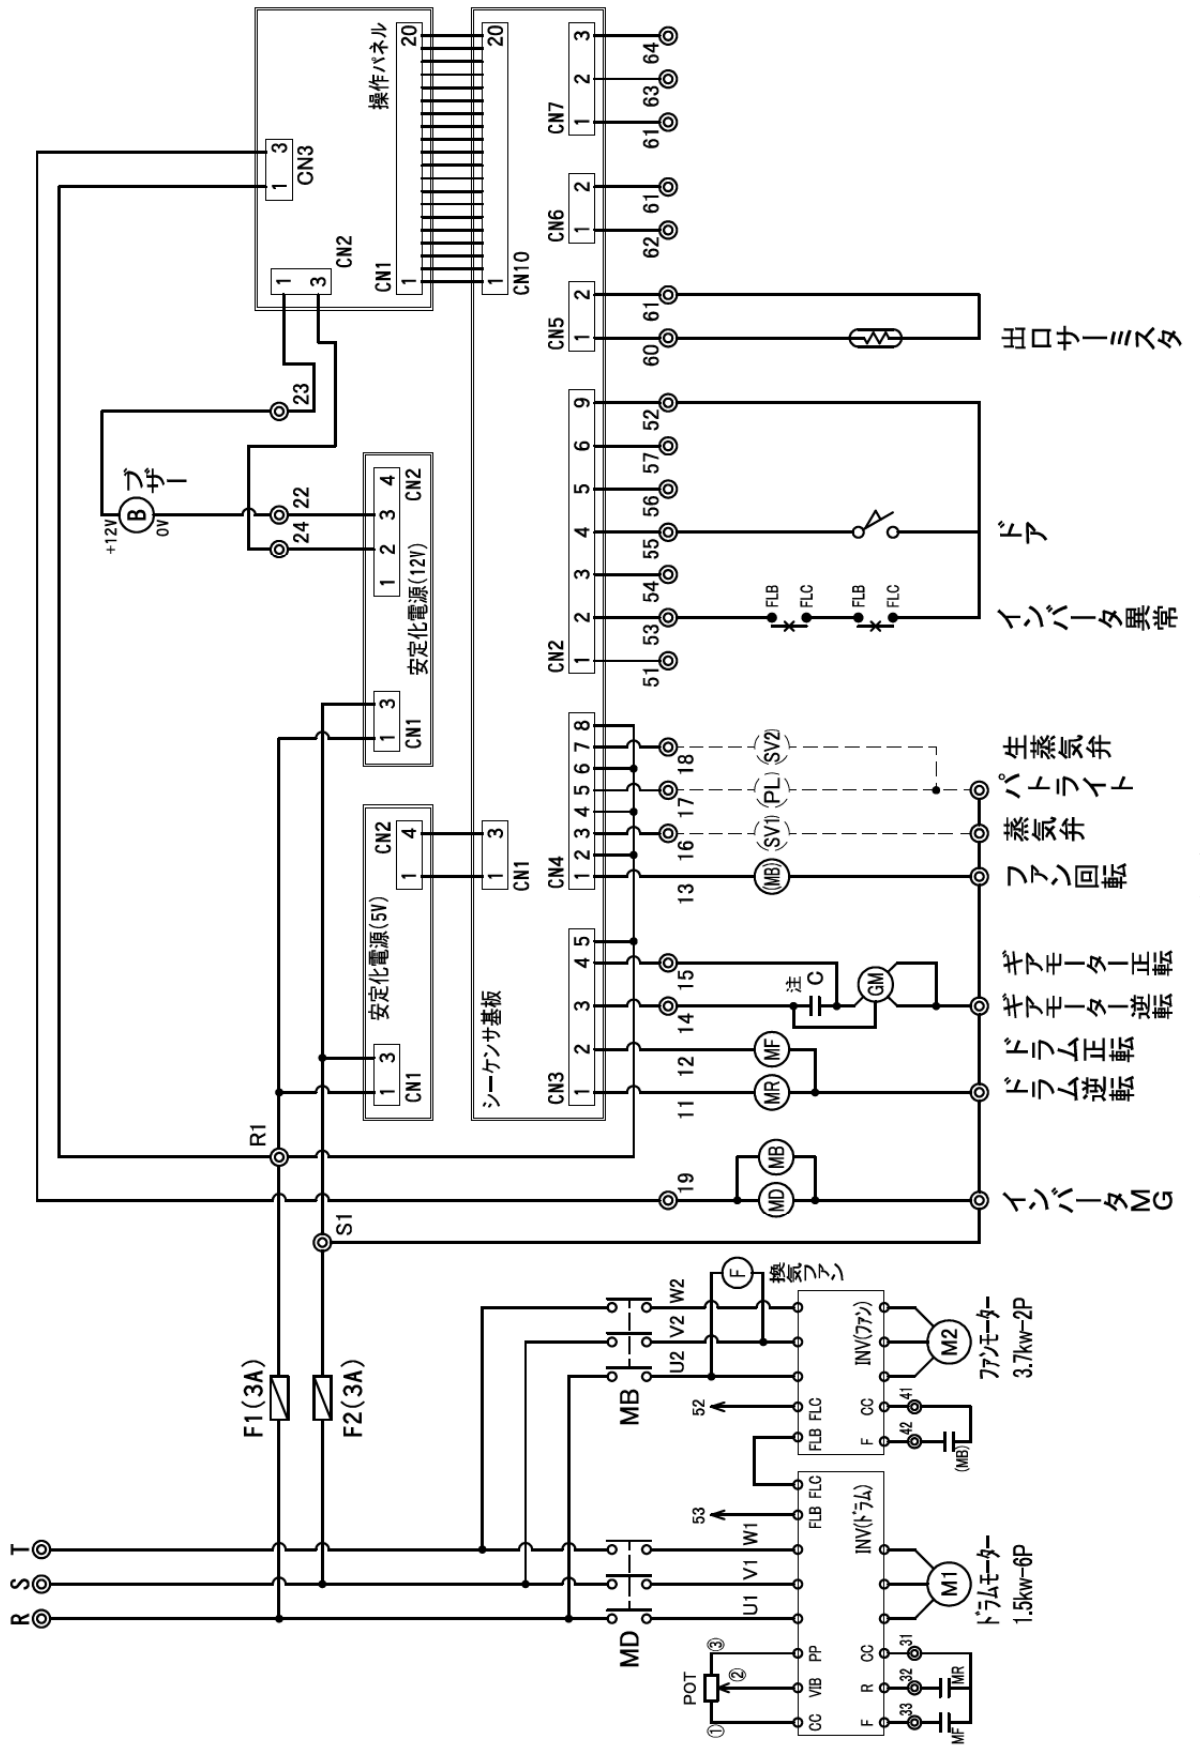 R
S
T
F1(3A)
F2(3A)
R1
S1
+12V
B
0V
ブザー
23
22
24
1
3
CN2
1
3
CN3
操作パネル
CN1
1
20
1
3
CN1
安定化電源(5V)
CN2
1
4
1
3
CN1
安定化電源(12V)
CN2
1
2
3
4
シーケンサ基板
1
3
CN1
1
20
CN10
CN3
1
2
3
4
5
CN4
1
2
3
4
5
6
7
8
CN2
1
2
3
4
5
6
9
CN5
1
2
CN6
1
2
CN7
1
2
3
19
11
12
14
15
13
16
17
18
51
53
54
55
56
57
52
60
61
62
61
61
63
64
MD
MB
MR
MF
注
C
GM
(MB)
(SV1)
(PL)
(SV2)
FLB
FLC
FLB
FLC
インバータMG
ドラム逆転
ドラム正転
ギアモーター逆転
ギアモーター正転
ファン回転
蒸気弁
パトライト
生蒸気弁
インバータ異常
ドア
出口サーミスタ
MD
MB
U1
V1
W1
U2
V2
W2
F
換気ファン
POT
①
②
③
CC
VIB
PP
FLB
FLC
53
INV(ドラム)
F
R
CC
33
32
31
MF
MR
M1
ドラムモーター
1.5kw-6P
FLB
FLC
52
INV(ファン)
F
CC
42
41
(MB)
M2
ファンモーター
3.7kw-2P